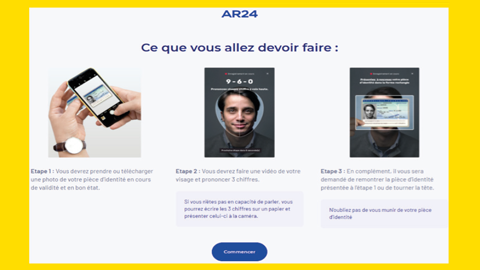 AR24
Ce que vous allez devoir faire :
9 - 6 - 0
Etape 1 : Vous devrez prendre ou télécharger
une photo de votre pièce d'identité en cours
de validité et en bon état.
Etape 2 : Vous devrez faire une vidéo de votre
visage et prononcer 3 chiffres.
Si vous n'êtes pas en capacité de parler, vous
pourrez écrire les 3 chiffres sur un papier et
présenter celui-ci à la caméra.
Etape 3 : En complément, il vous sera
demandé de remontrer la pièce d'identité
présentée à l'étape 1 ou de tourner la tête.
N'oubliez pas de vous munir de votre pièce
d'identité
Commencer